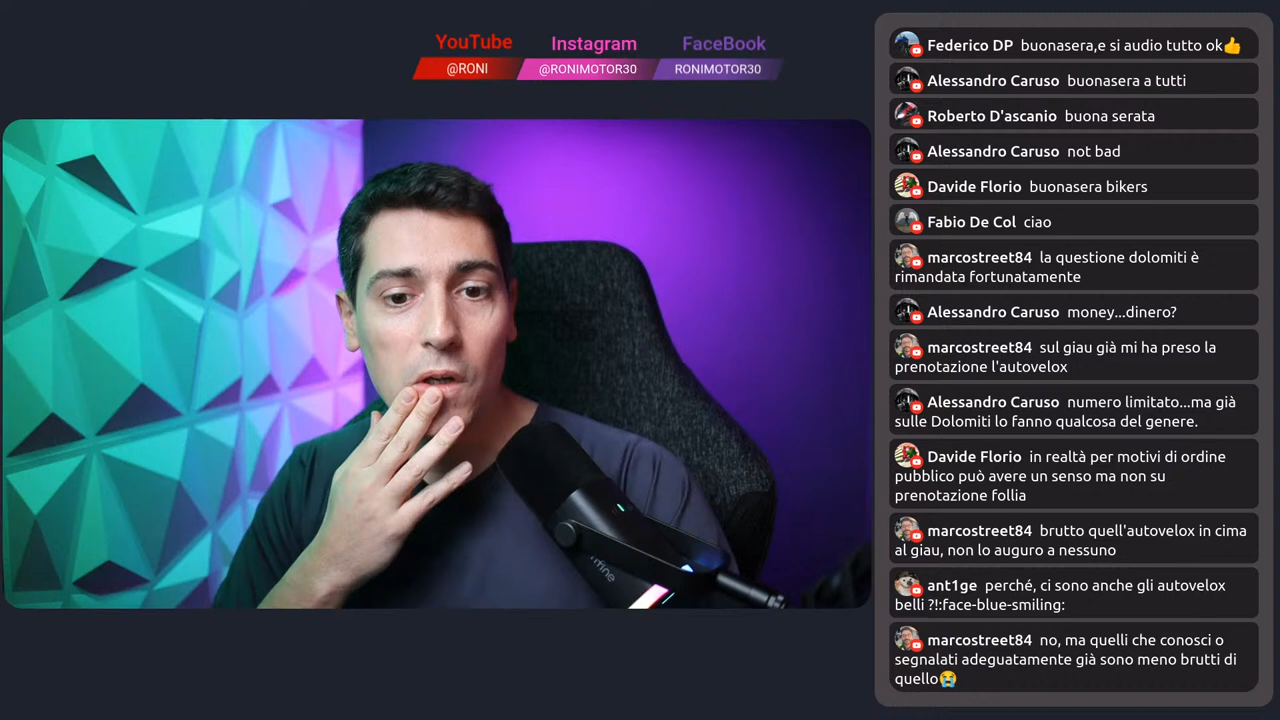 YouTube
Instagram
FaceBook
@RONI
@RONIMOTOR30
RONIMOTOR30
Federico DP buonasera,e si audio tutto ok👍
Alessandro Caruso buonasera a tutti
Roberto D'ascanio buona serata
Alessandro Caruso not bad
Davide Florio buonasera bikers
Fabio De Col ciao
marcostreet84 la questione dolomiti è
rimandata fortunatamente
Alessandro Caruso money...dinero?
marcostreet84 sul giau già mi ha preso la
prenotazione l'autovelox
Alessandro Caruso numero limitato...ma già
sulle Dolomiti lo fanno qualcosa del genere.
Davide Florio in realtà per motivi di ordine
pubblico può avere un senso ma non su
prenotazione follia
marcostreet84 brutto quell'autovelox in cima
al giau, non lo auguro a nessuno
ant1ge perché, ci sono anche gli autovelox
belli ?!:face-blue-smiling:
marcostreet84 no, ma quelli che conosci o
segnalati adeguatamente già sono meno brutti di
quello😭